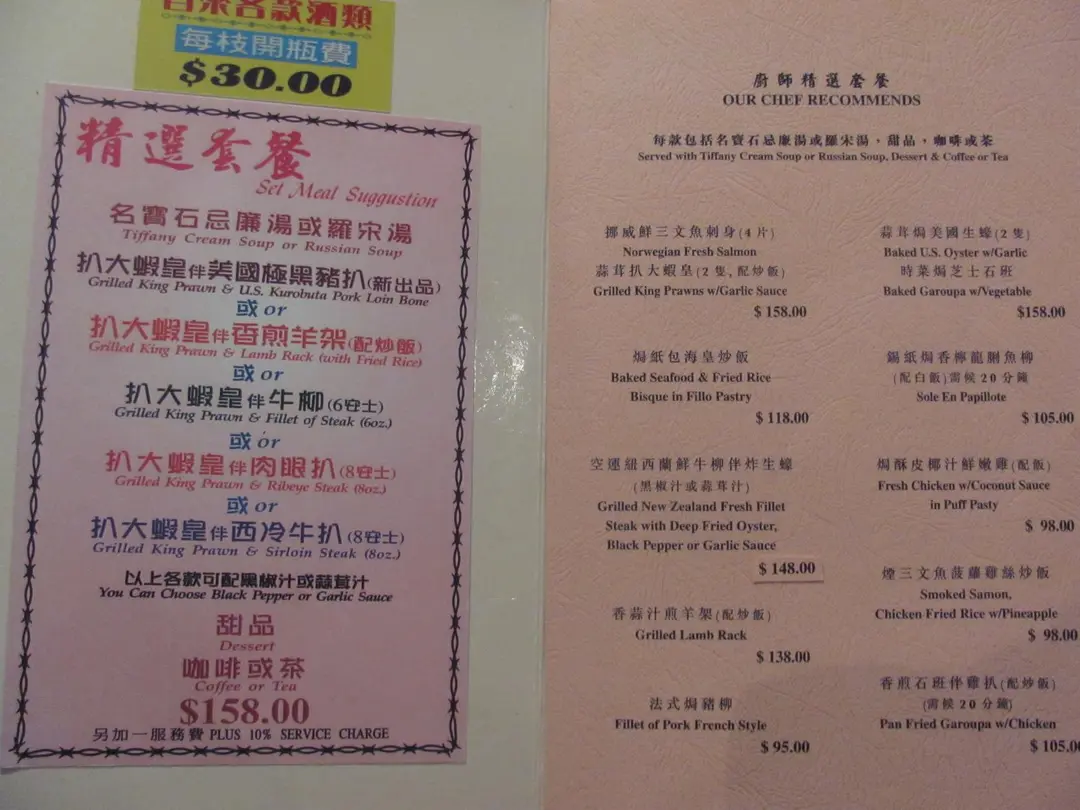 自來各款酒類
每枝開瓶費
$30.00
精選套餐
Set Meal Suggustion
名寶石忌廉湯或羅宋湯
Tiffany Cream Soup or Russian Soup
扒大蝦皇伴美國極黑豬扒(新出品)
Grilled King Prawn & U.S. Kurobuta Pork Loin Bone
或 or
扒大蝦皇伴香煎羊架(配炒飯)
Grilled King Prawn & Lamb Rack (with Fried Rice)
或 or
扒大蝦皇伴牛柳(6安士)
Grilled King Prawn & Fillet of Steak (6oz.)
或 or
扒大蝦皇伴肉眼扒(8安士)
Grilled King Prawn & Ribeye Steak (8oz.)
或 or
扒大蝦皇伴西冷牛扒(8安士)
Grilled King Prawn & Sirloin Steak (8oz.)
以上各款可配黑椒汁或蒜茸汁
You Can Choose Black Pepper or Garlic Sauce
甜品
Dessert
咖啡或茶
Coffee or Tea
$158.00
另加一服務費 PLUS 10% SERVICE CHARGE
廚師精選套餐
OUR CHEF RECOMMENDS
每款包括名寶石忌廉湯或羅宋湯、甜品，咖啡或茶
Served with Tiffany Cream Soup or Russian Soup, Dessert & Coffee or Tea
挪威鮮三文魚刺身(4片)
Norwegian Fresh Salmon
蒜茸扒大蝦皇(2隻,配炒飯)
Grilled King Prawns w/Garlic Sauce
$ 158.00
焗紙包海皇炒飯
Baked Seafood & Fried Rice
Bisque in Fillo Pastry
$ 118.00
空運紐西蘭鮮牛柳伴炸生蠔
(黑椒汁或蒜茸汁)
Grilled New Zealand Fresh Fillet
Steak with Deep Fried Oyster,
Black Pepper or Garlic Sauce
$ 148.00
香蒜汁煎羊架(配炒飯)
Grilled Lamb Rack
$ 138.00
法式焗豬柳
Fillet of Pork French Style
$ 95.00
蒜茸焗美國生蠔(2隻)
Baked U.S. Oyster w/Garlic
時菜焗芝士石班
Baked Garoupa w/Vegetable
$158.00
錫紙焗香檸龍脷魚柳
(配白飯)需候20分鐘
Sole En Papillote
$ 105.00
焗酥皮椰汁鮮嫩雞(配飯)
Fresh Chicken w/Coconut Sauce
in Puff Pasty
$ 98.00
煙三文魚菠蘿雞絲炒飯
Smoked Samon,
Chicken Fried Rice w/Pineapple
$ 98.00
香煎石班伴雞扒(配炒飯)
(需候20分鐘)
Pan Fried Garoupa w/Chicken
$ 105.00